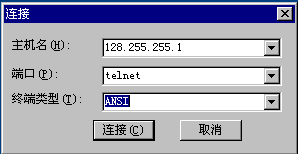 连接
主机名(H): 128.255.255.1
端口(P): telnet
终端类型(T): ANSI
连接(C) 取消